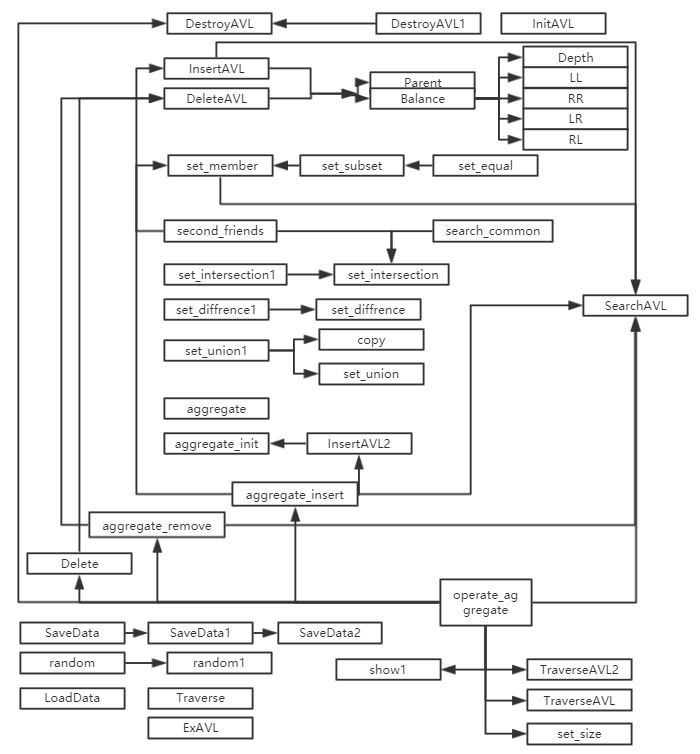 DestroyAVL
DestroyAVL1
InitAVL
InsertAVL
Depth
Parent
LL
DeleteAVL
Balance
RR
LR
RL
set_member
set_subset
set_equal
second_friends
search_common
set_intersection1
set_intersection
set_diffrence1
set_diffrence
SearchAVL
set_union1
copy
set_union
aggregate
aggregate_init
InsertAVL2
aggregate_insert
aggregate_remove
Delete
operate_ag
gregate
SaveData
SaveData1
SaveData2
random
random1
show1
TraverseAVL2
LoadData
Traverse
TraverseAVL
ExAVL
set_size